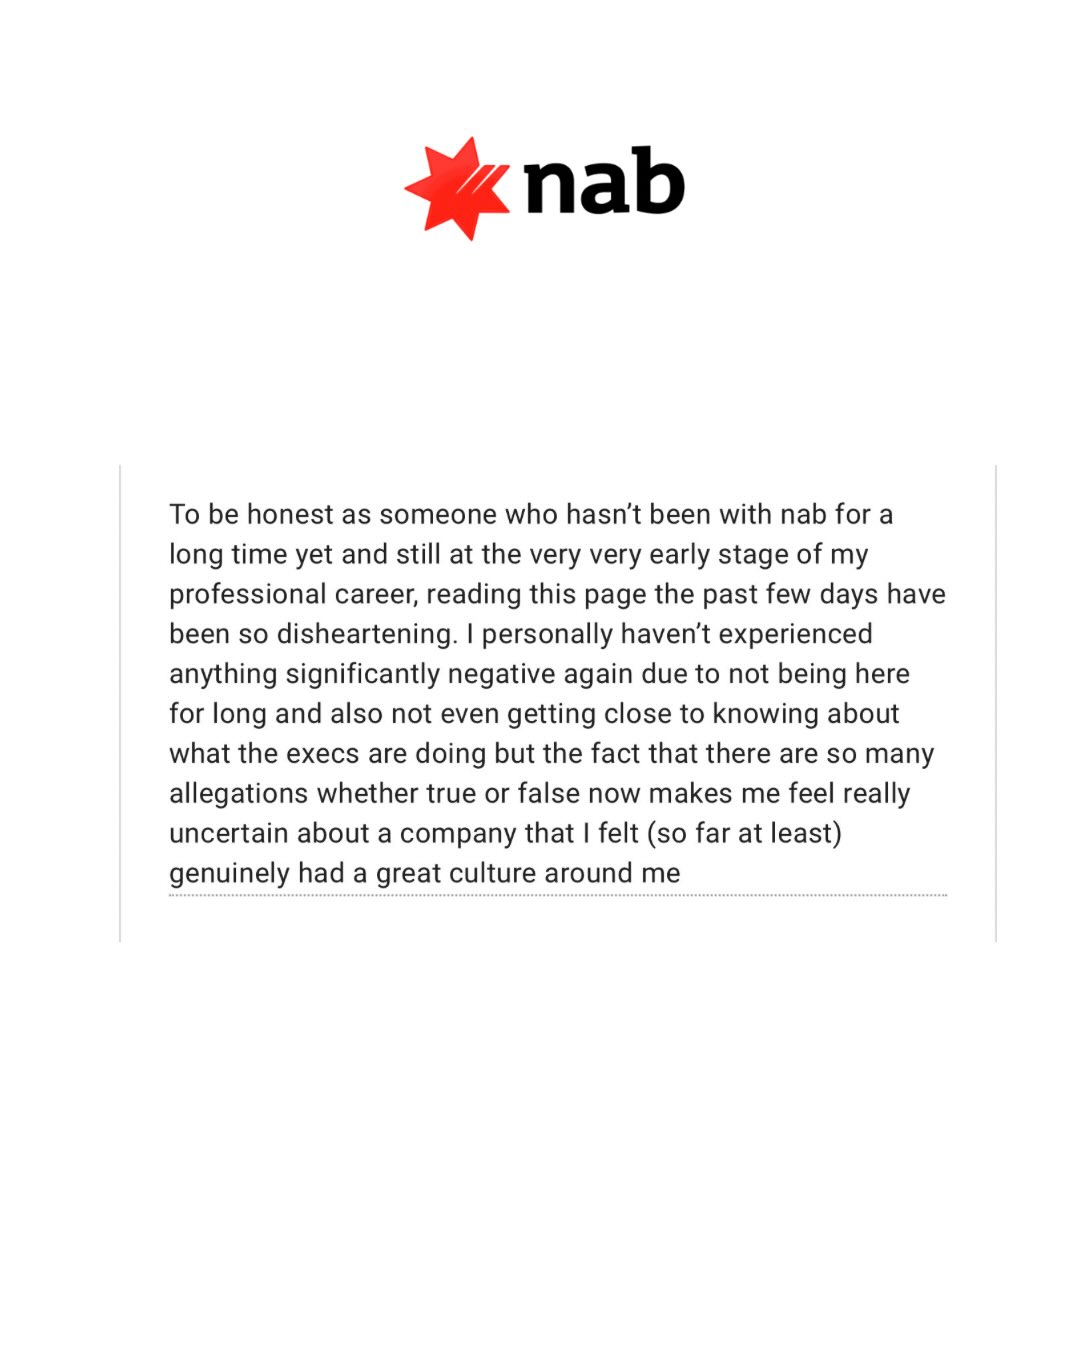 nab
To be honest as someone who hasn’t been with nab for a
long time yet and still at the very very early stage of my
professional career, reading this page the past few days have
been so disheartening. I personally haven’t experienced
anything significantly negative again due to not being here
for long and also not even getting close to knowing about
what the execs are doing but the fact that there are so many
allegations whether true or false now makes me feel really
uncertain about a company that I felt (so far at least)
genuinely had a great culture around me